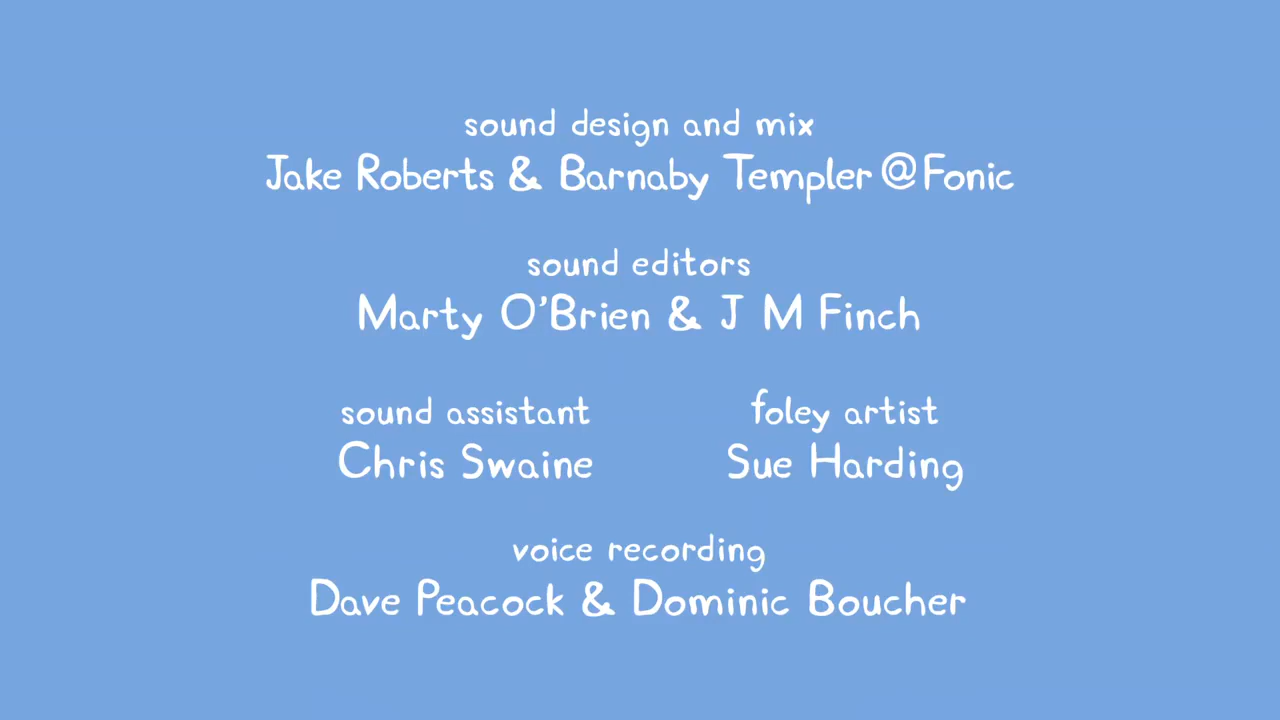 sound design and mix
Jake Roberts & Barnaby Templer @Fonic
sound editors
Marty O'Brien & J M Finch
sound assistant
Chris Swaine
foley artist
Sue Harding
voice recording
Dave Peacock & Dominic Boucher